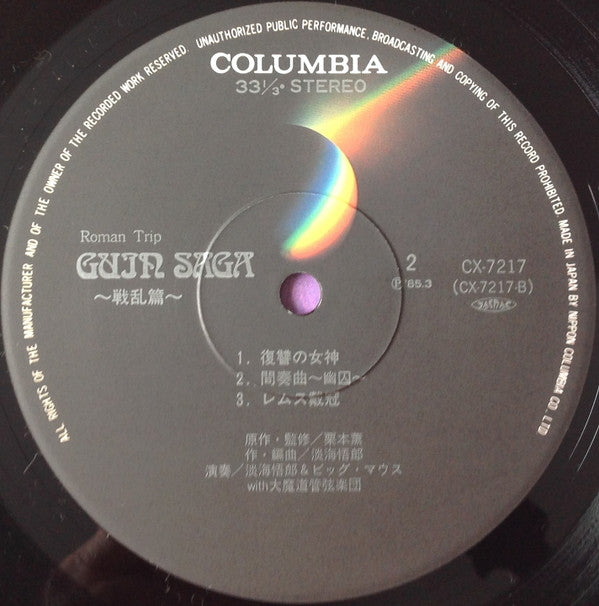 ALL RIGHTS OF THE MANUFACTURER AND OF THE OWNER OF THE RECORDED WORK RESERVED. UNAUTHORIZED PUBLIC PERFORMANCE, BROADCASTING AND COPYING OF THIS RECORD PROHIBITED. MADE IN JAPAN BY NIPPON COLUMBIA CO., LTD
COLUMBIA
33 1/3• STEREO
Roman Trip
GUIN SAGA
〜戦乱篇〜
2
℗'85.3
CX-7217
(CX-7217-B)
1. 復讐の女神
2. 間奏曲〜幽囚〜
3. レムス戴冠
原作・監修／栗本薫
作・編曲／淡海悟郎
演奏／淡海悟郎&ビッグ・マウス
with大魔道管弦楽団